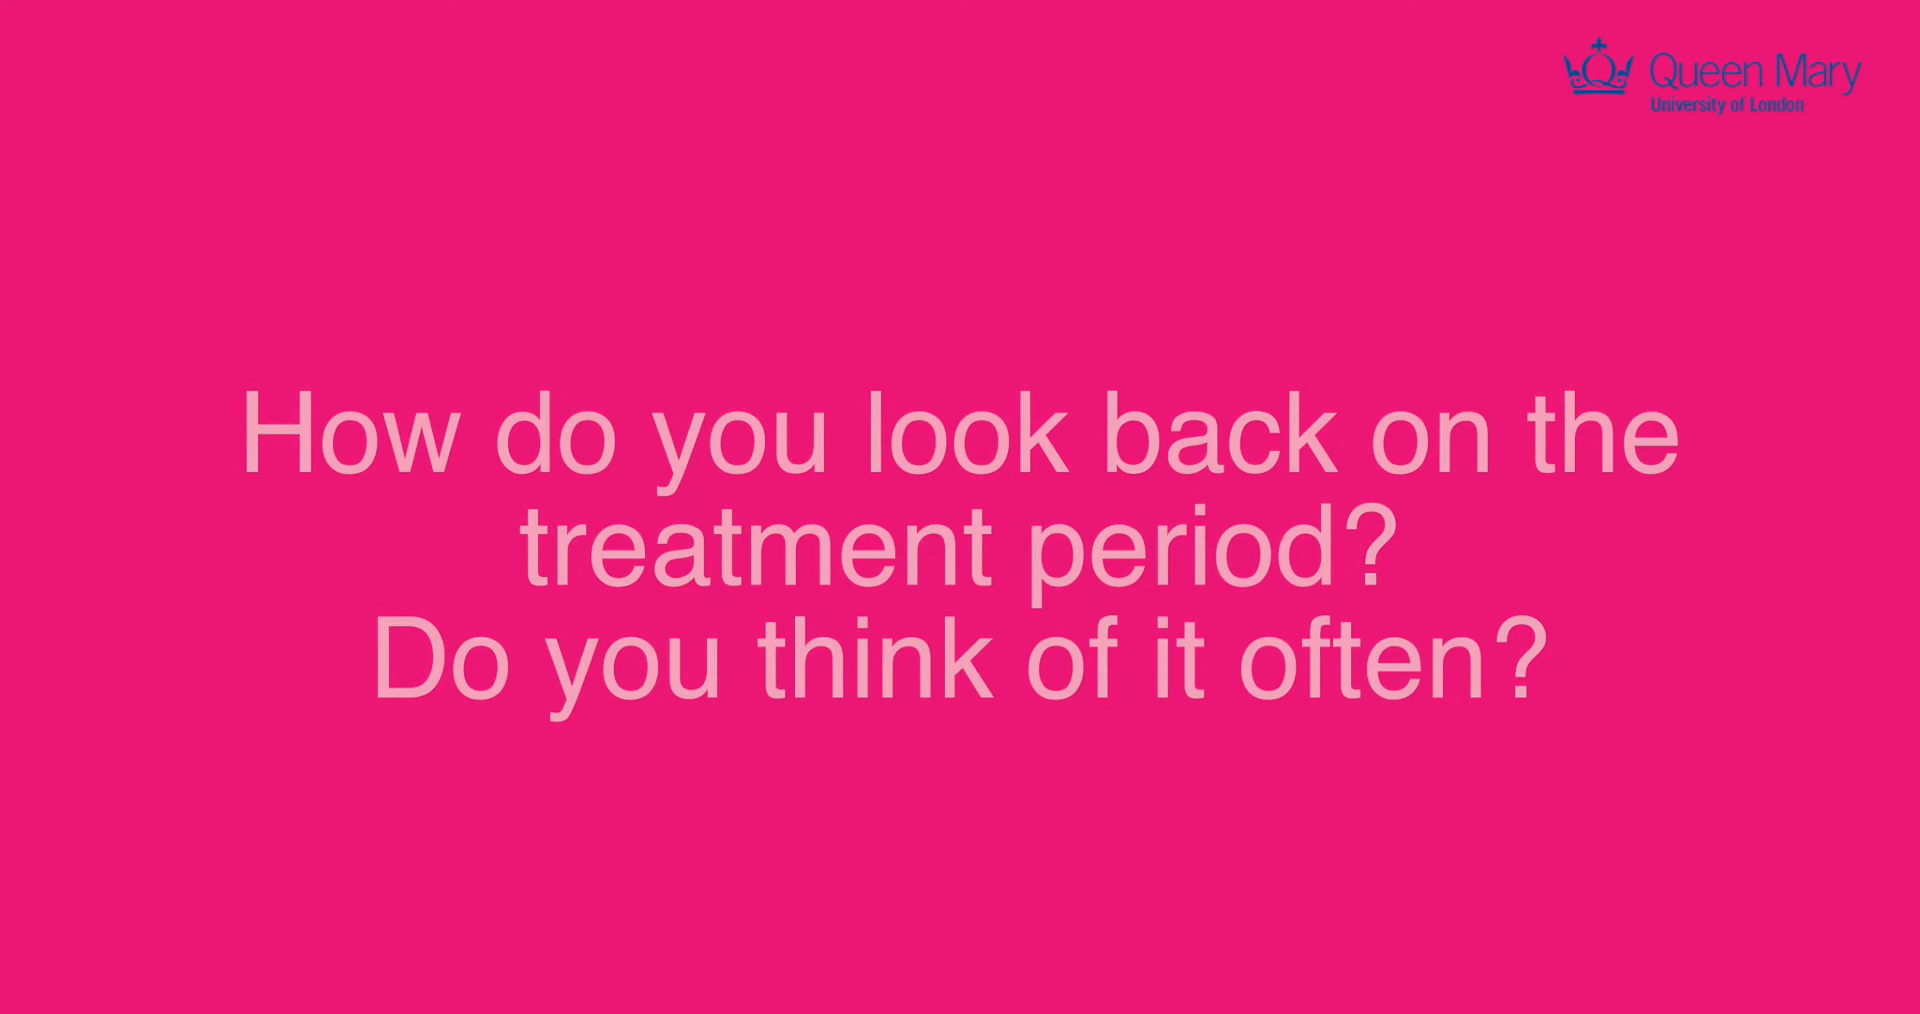 Queen Mary
University of London
How do you look back on the
treatment period?
Do you think of it often?